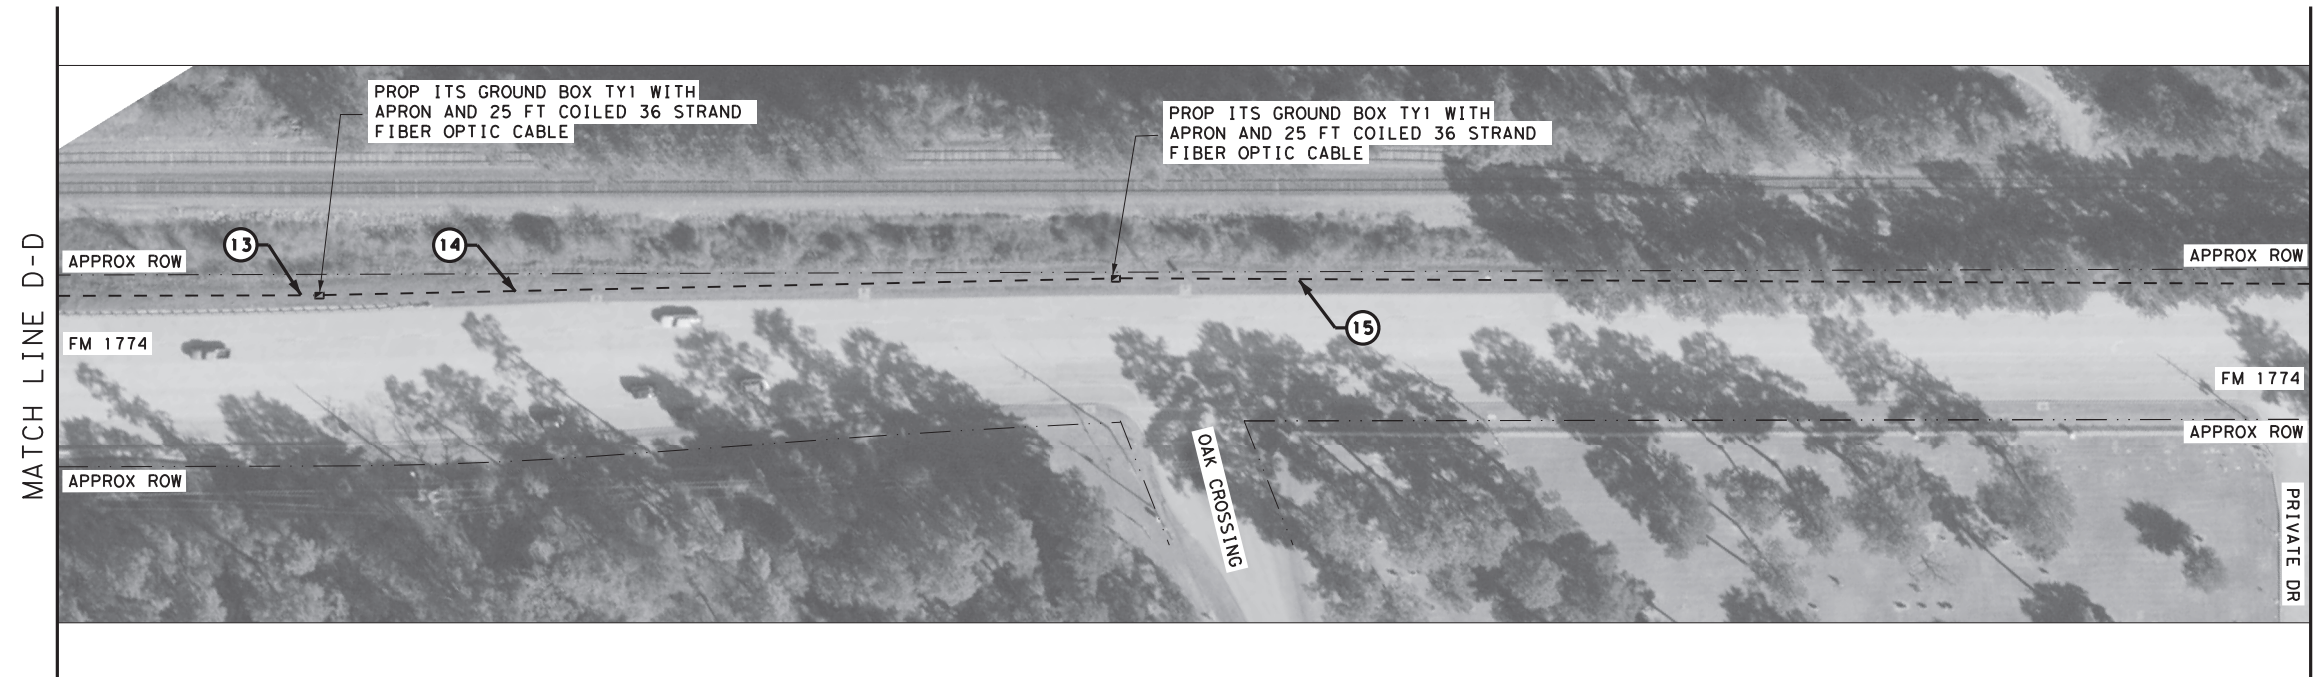 PROP ITS GROUND BOX TY1 WITH
APRON AND 25 FT COILED 36 STRAND
FIBER OPTIC CABLE
PROP ITS GROUND BOX TY1 WITH
APRON AND 25 FT COILED 36 STRAND
FIBER OPTIC CABLE
13
14
15
APPROX ROW
APPROX ROW
MATCH LINE D-D
FM 1774
FM 1774
APPROX ROW
APPROX ROW
OAK CROSSING
PRIVATE DR